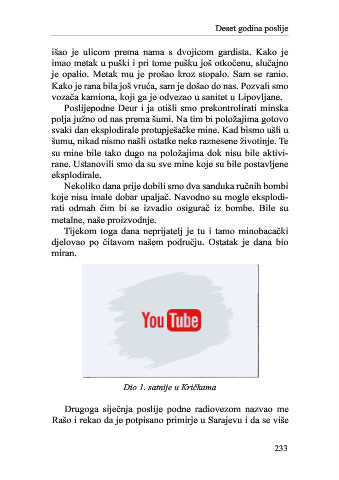 Deset godina poslije
išao je ulicom prema nama s dvojicom gardista. Kako je
imao metak u puški i pri tome pušku još otkočenu, slučajno
je opalio. Metak mu je prošao kroz stopalo. Sam se ranio.
Kako je rana bila još vruća, sam je došao do nas. Pozvali smo
vozača kamiona, koji ga je odvezao u sanitet u Lipovljane.
Poslijepodne Deur i ja otišli smo prekontrolirati minska
polja južno od nas prema šumi. Na tim bi položajima gotovo
svaki dan eksplodirale protupješačke mine. Kad bismo ušli u
šumu, nikad nismo našli ostatke neke raznesene životinje. Te
su mine bile tako dugo na položajima dok nisu bile aktivi-
rane. Ustanovili smo da su sve mine koje su bile postavljene
eksplodirale.
Nekoliko dana prije dobili smo dva sanduka ručnih bombi
koje nisu imale dobar upaljač. Navodno su mogle eksplodi-
rati odmah čim bi se izvadio osigurač iz bombe. Bile su
metalne, naše proizvodnje.
Tijekom toga dana neprijatelj je tu i tamo minobacački
djelovao po čitavom našem području. Ostatak je dana bio
miran.
You Tube
Dio 1. satnije u Kričkama
Drugoga siječnja poslije podne radiovezom nazvao me
Rašo i rekao da je potpisano primirje u Sarajevu i da se više
233